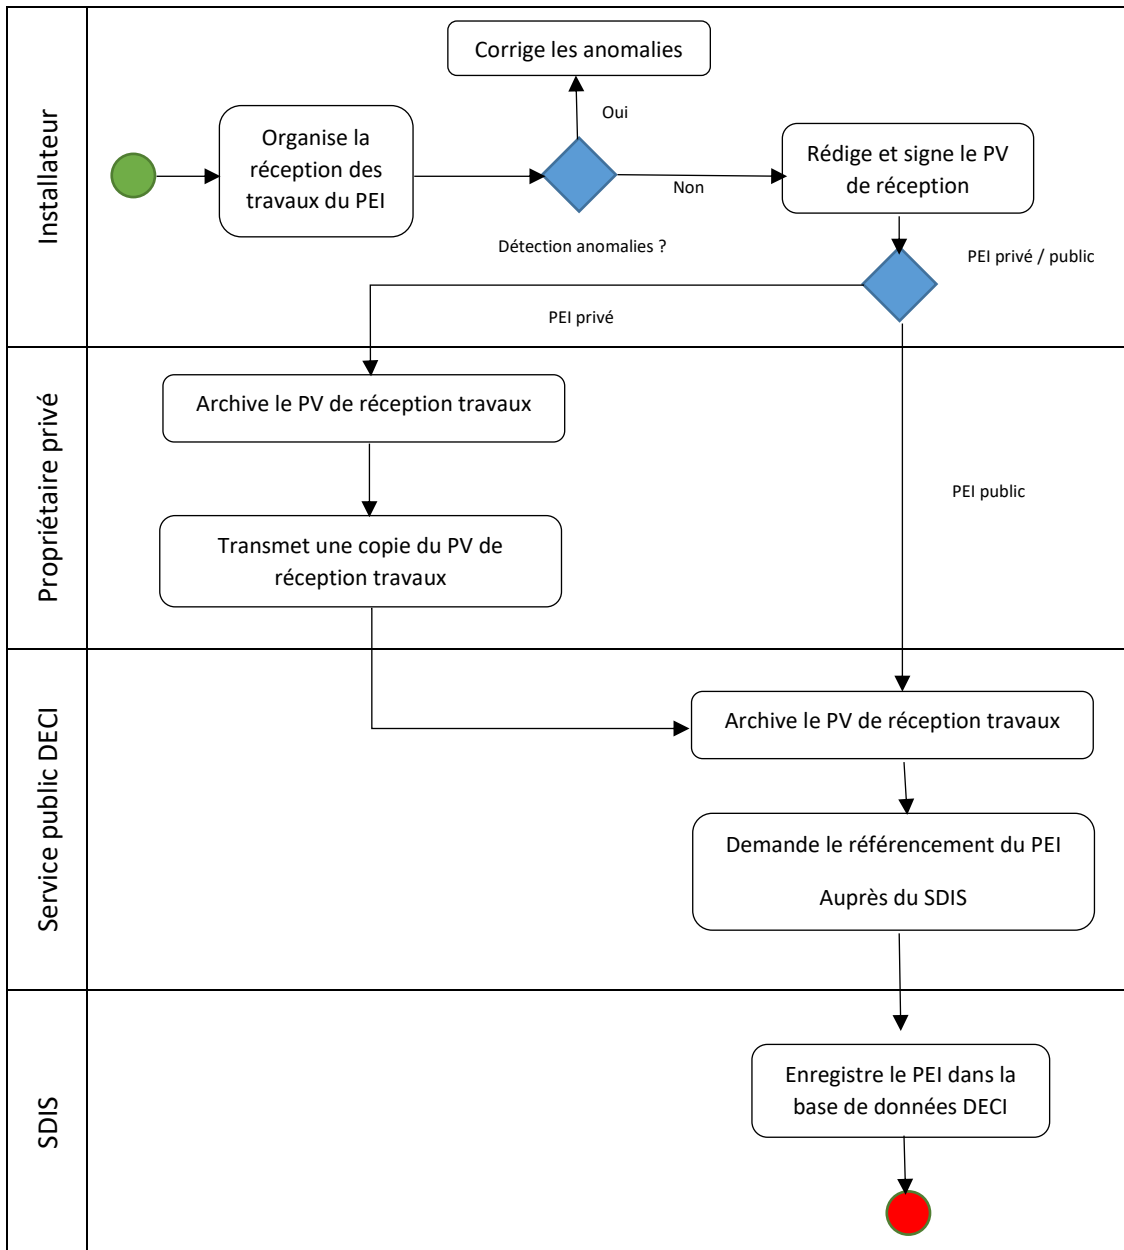 Installateur
Corrige les anomalies
Oui
Organise la
réception des
travaux du PEI
Non
Rédige et signe le PV
de réception
Détection anomalies ?
PEI privé / public
PEI privé
Propriétaire privé
Archive le PV de réception travaux
PEI public
Transmet une copie du PV de
réception travaux
Service public DECI
Archive le PV de réception travaux
Demande le référencement du PEI
Auprès du SDIS
SDIS
Enregistre le PEI dans la
base de données DECI